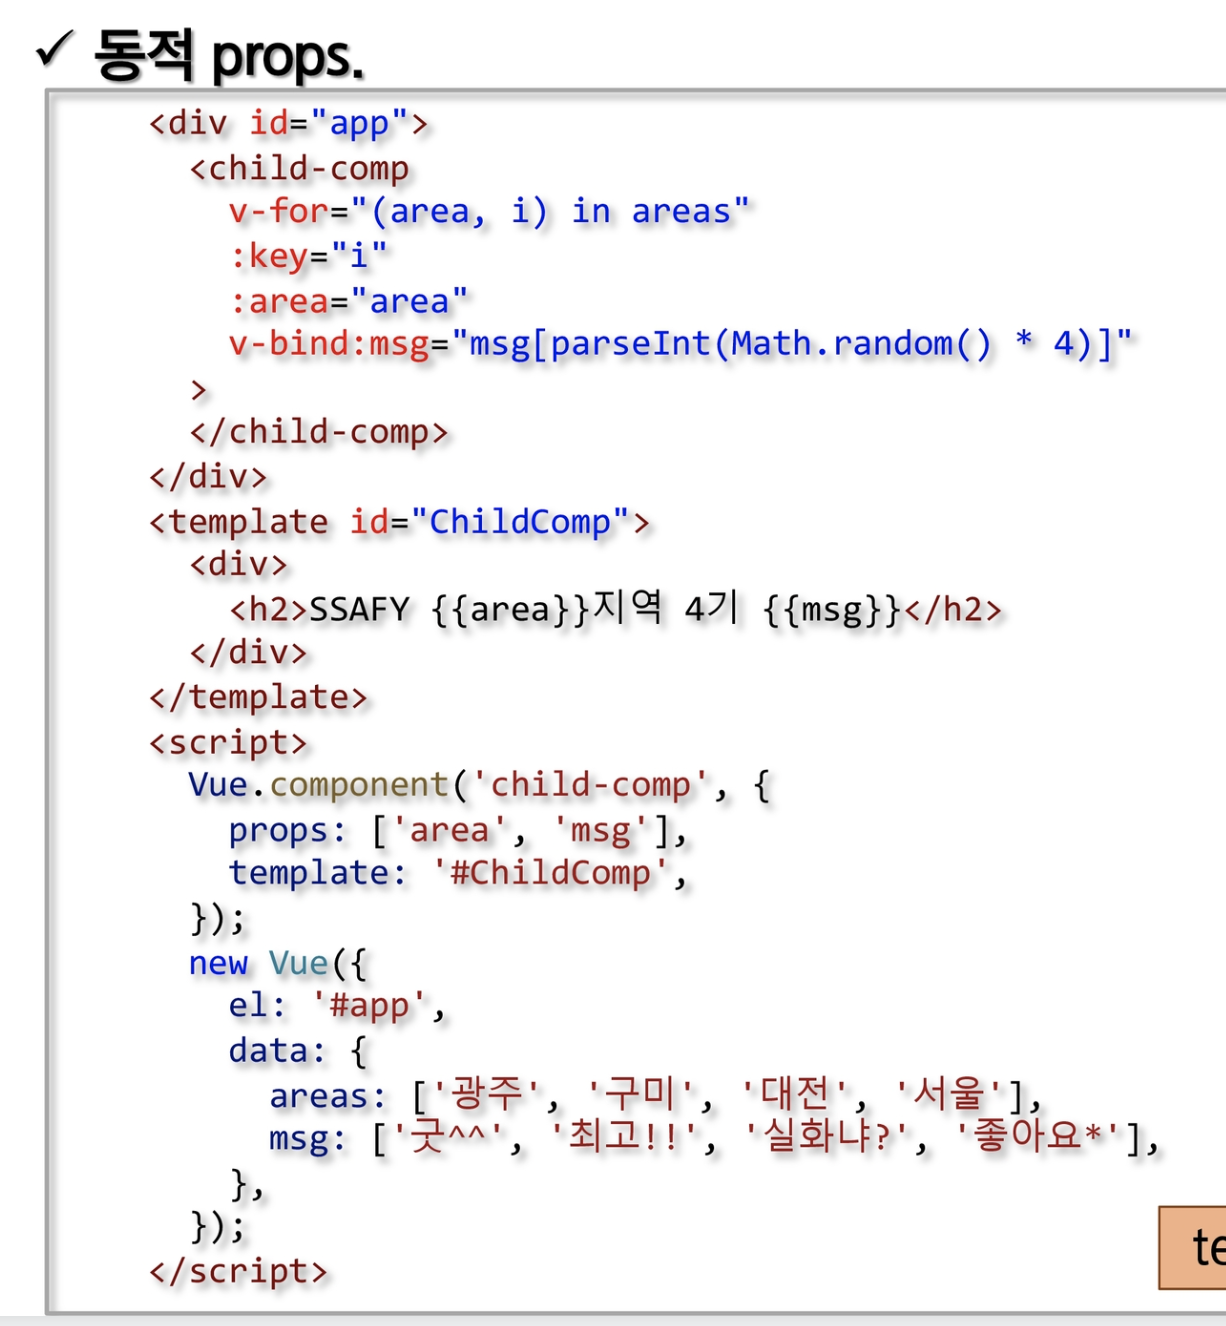 ✓ 동적 props.
<div id="app">
<child-comp
v-for="(area, i) in areas"
:key="i"
:area="area"
v-bind:msg="msg[parseInt(Math.random() * 4)]"
>
</child-comp>
</div>
<template id="ChildComp">
<div>
<h2>SSAFY {{area}}지역 4기 {{msg}}</h2>
</div>
</template>
<script>
Vue.component('child-comp', {
props: ['area', 'msg'],
template: '#ChildComp',
});
new Vue({
el: '#app',
data: {
areas: ['광주', '구미', '대전', '서울'],
msg: ['굿^^', '최고!!', '실화냐?', '좋아요*'],
},
});
</script>